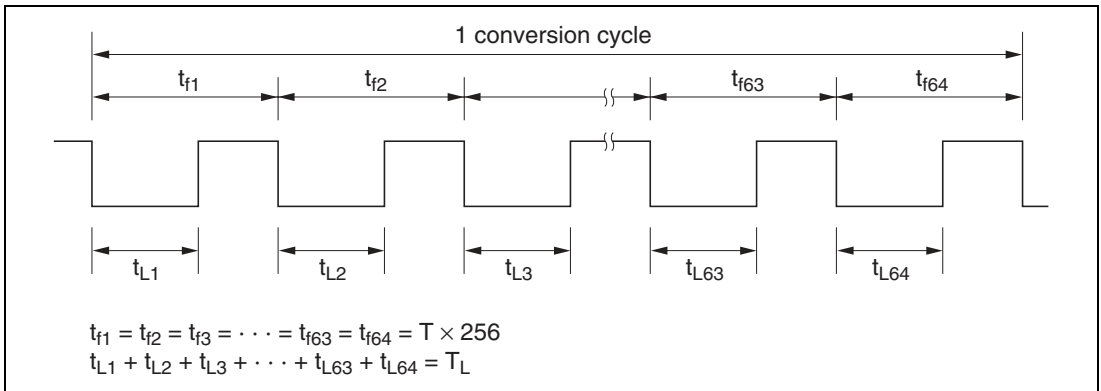 1 conversion cycle
tf1 tf2 tf63 tf64
tL1 tL2 tL3 tL63 tL64
tf1 = tf2 = tf3 = · · · = tf63 = tf64 = T × 256
tL1 + tL2 + tL3 + · · · + tL63 + tL64 = TL